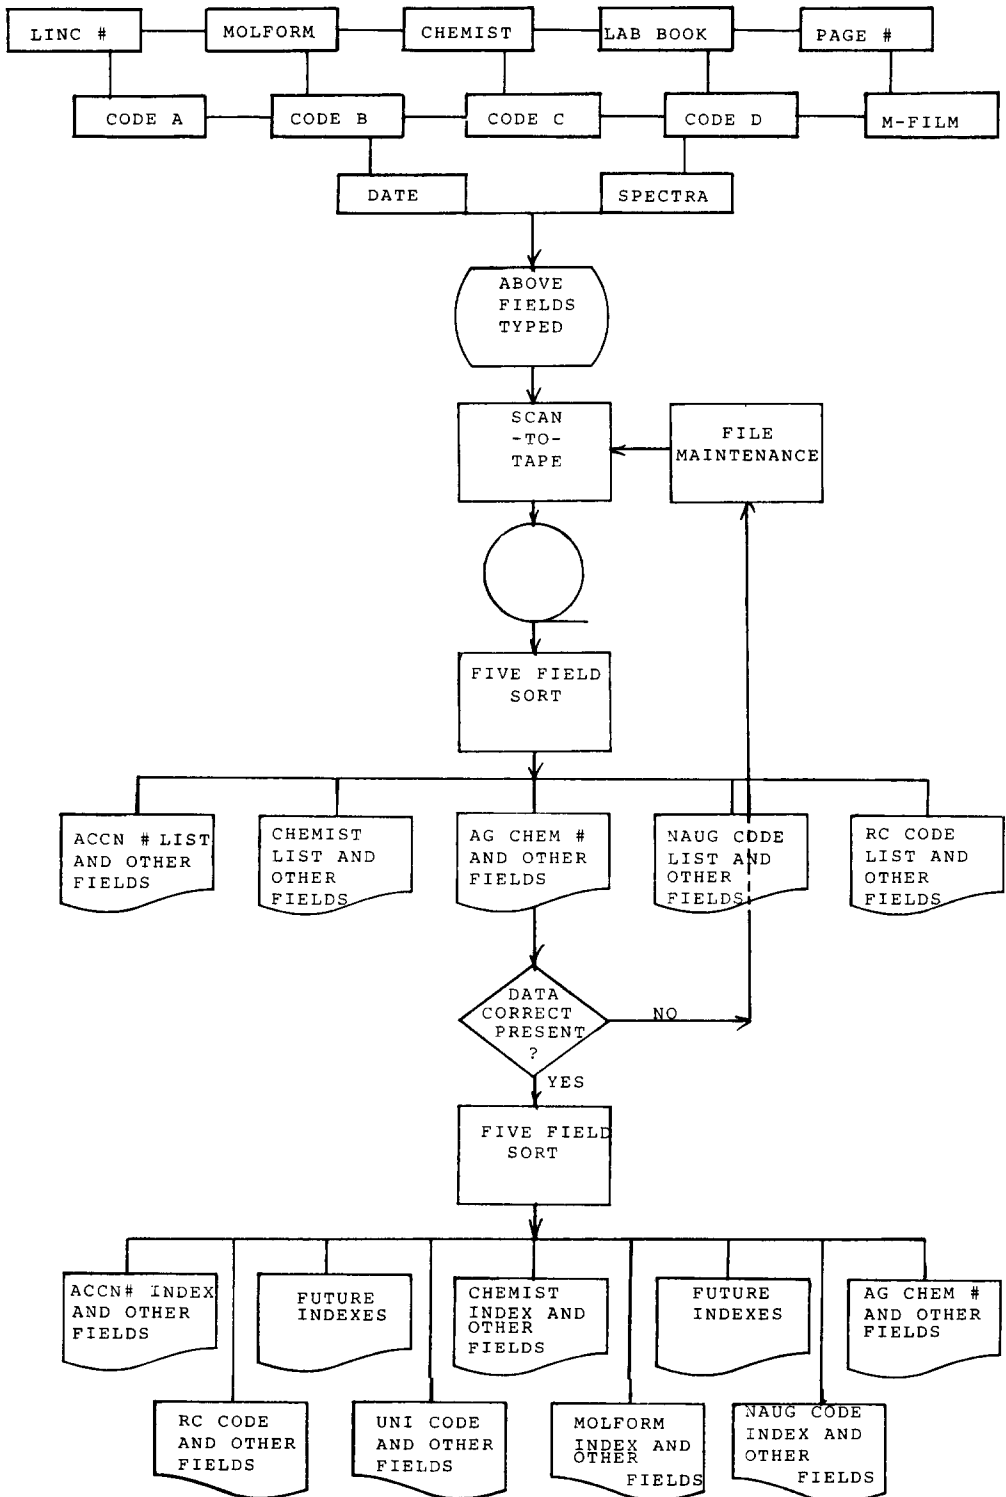 LINC #
MOLFORM
CHEMIST
LAB BOOK
PAGE #
CODE A
CODE B
CODE C
CODE D
M-FILM
DATE
SPECTRA
ABOVE
FIELDS
TYPED
SCAN
-TO-
TAPE
FILE
MAINTENANCE
FIVE FIELD
SORT
ACCN # LIST
AND OTHER
FIELDS
CHEMIST
LIST AND
OTHER
FIELDS
AG CHEM #
AND OTHER
FIELDS
NAUG CODE
LIST AND
OTHER
FIELDS
RC CODE
LIST AND
OTHER
FIELDS
DATA
CORRECT
PRESENT
?
NO
YES
FIVE FIELD
SORT
ACCN# INDEX
AND OTHER
FIELDS
FUTURE
INDEXES
CHEMIST
INDEX AND
OTHER
FIELDS
FUTURE
INDEXES
AG CHEM #
AND OTHER
FIELDS
RC CODE
AND OTHER
FIELDS
UNI CODE
AND OTHER
FIELDS
MOLFORM
INDEX AND
OTHER
FIELDS
NAUG CODE
INDEX AND
OTHER
FIELDS